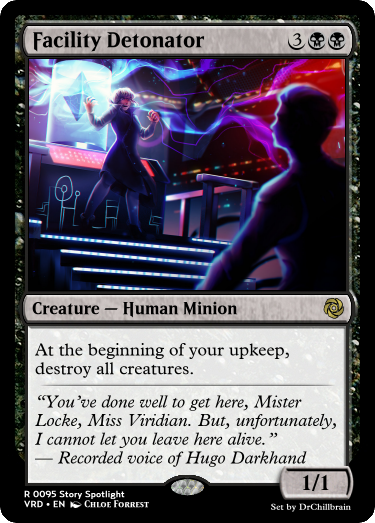 Facility Detonator 3
Creature — Human Minion
At the beginning of your upkeep,
destroy all creatures.
“You’ve done well to get here, Mister
Locke, Miss Viridian. But, unfortunately,
I cannot let you leave here alive.”
— Recorded voice of Hugo Darkhand
1/1
R 0095 Story Spotlight
VRD • EN Chloe Forrest
Set by DrChillbrain